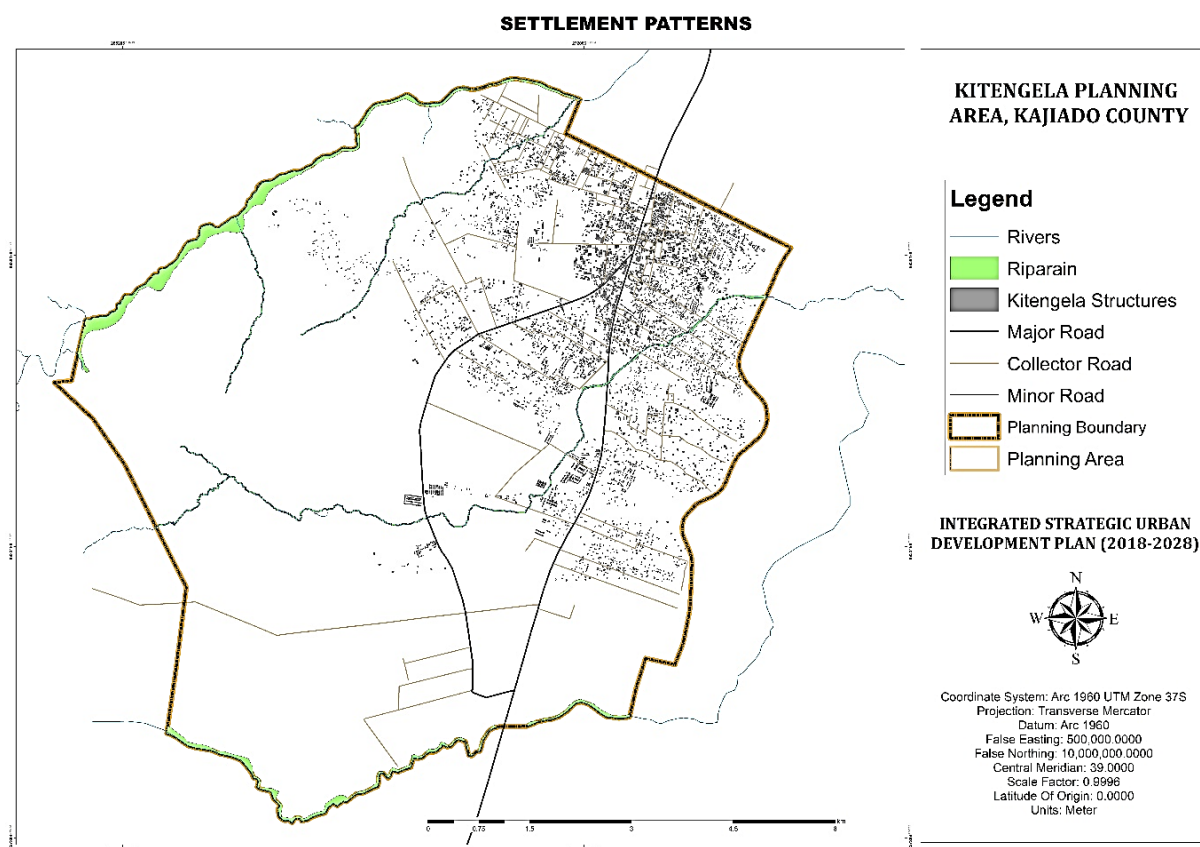 SETTLEMENT PATTERNS
KITENGELA PLANNING
AREA, KAJIADO COUNTY
Legend
Rivers
Riparain
Kitengela Structures
Major Road
Collector Road
Minor Road
Planning Boundary
Planning Area
INTEGRATED STRATEGIC URBAN
DEVELOPMENT PLAN (2018-2028)
N
W E
S
Coordinate System: Arc 1960 UTM Zone 37S
Projection: Transverse Mercator
Datum: Arc 1960
False Easting: 500,000.0000
False Northing: 10,000,000.0000
Central Meridian: 39.0000
Scale Factor: 0.9996
Latitude Of Origin: 0.0000
Units: Meter
km
0 0.75 1.5 3 4.5 6